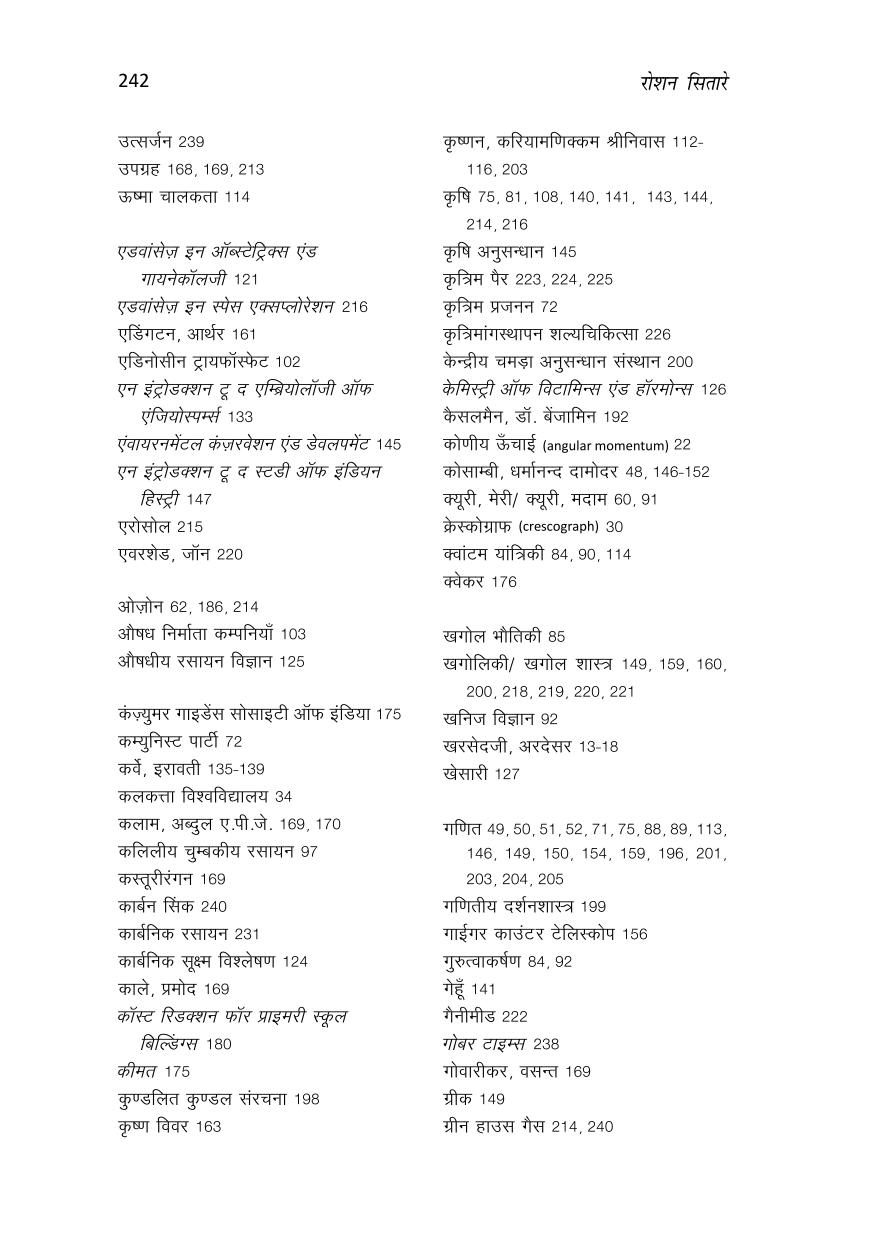 242
रोशन सितारे
उत्सर्जन 239
उपग्रह 168, 169, 213
ऊष्मा चालकता 114
एडवांसेज़ इन ऑब्स्टेट्रिक्स एंड
गायनेकॉलजी 121
एडवांसेज़ इन स्पेस एक्सप्लोरेशन 216
एडिंगटन, आर्थर 161
एडिनोसीन ट्रायफॉस्फेट 102
एन इंट्रोडक्शन टू द एम्ब्रियोलॉजी ऑफ
एंजियोस्पर्म्स 133
एंवायरनमेंटल कंज़रवेशन एंड डेवलपमेंट 145
एन इंट्रोडक्शन टू द स्टडी ऑफ इंडियन
हिस्ट्री 147
एरोसोल 215
एवरशेड, जॉन 220
ओज़ोन 62, 186, 214
औषध निर्माता कम्पनियाँ 103
औषधीय रसायन विज्ञान 125
कंज़्युमर गाइडेंस सोसाइटी ऑफ इंडिया 175
कम्युनिस्ट पार्टी 72
कर्वे, इरावती 135-139
कलकत्ता विश्वविद्यालय 34
कलाम, अब्दुल ए.पी.जे. 169, 170
कलिलीय चुम्बकीय रसायन 97
कस्तूरीरंगन 169
कार्बन सिंक 240
कार्बनिक रसायन 231
कार्बनिक सूक्ष्म विश्लेषण 124
काले, प्रमोद 169
कॉस्ट रिडक्शन फॉर प्राइमरी स्कूल
बिल्डिंग्स 180
कीमत 175
कुण्डलित कुण्डल संरचना 198
कृष्ण विवर 163
कृष्णन, करियामणिक्कम श्रीनिवास 112-
116, 203
कृषि 75, 81, 108, 140, 141, 143, 144,
214, 216
कृषि अनुसन्धान 145
कृत्रिम पैर 223, 224, 225
कृत्रिम प्रजनन 72
कृत्रिमांगस्थापन शल्यचिकित्सा 226
केन्द्रीय चमड़ा अनुसन्धान संस्थान 200
केमिस्ट्री ऑफ विटामिन्स एंड हॉरमोन्स 126
कैसलमैन, डॉ. बेंजामिन 192
कोणीय ऊँचाई (angular momentum) 22
कोसाम्बी, धर्मानन्द दामोदर 48, 146-152
क्यूरी, मेरी/ क्यूरी, मदाम 60, 91
क्रेस्कोग्राफ (crescograph) 30
क्वांटम यांत्रिकी 84, 90, 114
क्वेकर 176
खगोल भौतिकी 85
खगोलिकी/ खगोल शास्त्र 149, 159, 160,
200, 218, 219, 220, 221
खनिज विज्ञान 92
खरसेदजी, अरदेसर 13-18
खेसारी 127
गणित 49, 50, 51, 52, 71, 75, 88, 89, 113,
146, 149, 150, 154, 159, 196, 201,
203, 204, 205
गणितीय दर्शनशास्त्र 199
गाईगर काउंटर टेलिस्कोप 156
गुरुत्वाकर्षण 84, 92
गेहूँ 141
गैनीमीड 222
गोबर टाइम्स 238
गोवारीकर, वसन्त 169
ग्रीक 149
ग्रीन हाउस गैस 214, 240